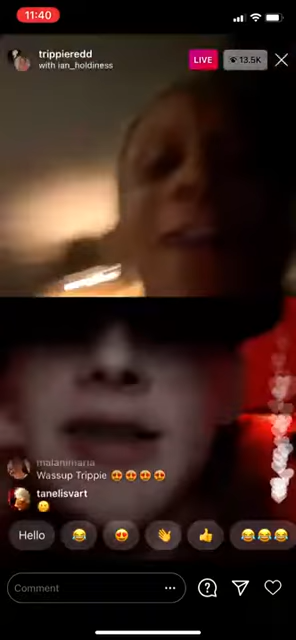 11:40
trippieredd
with ian_holdiness
LIVE
13.5K
malanimaria
Wassup Trippie 😍😍😍😍
tanelisvart
Hello
Comment